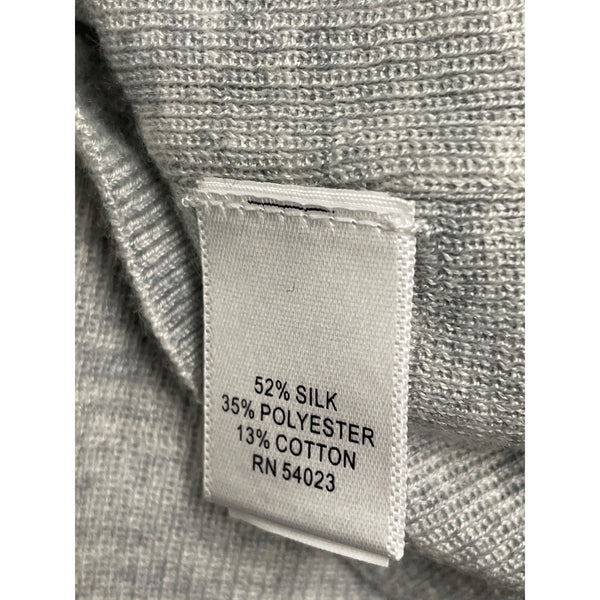 52% SILK
35% POLYESTER
13% COTTON
RN 54023